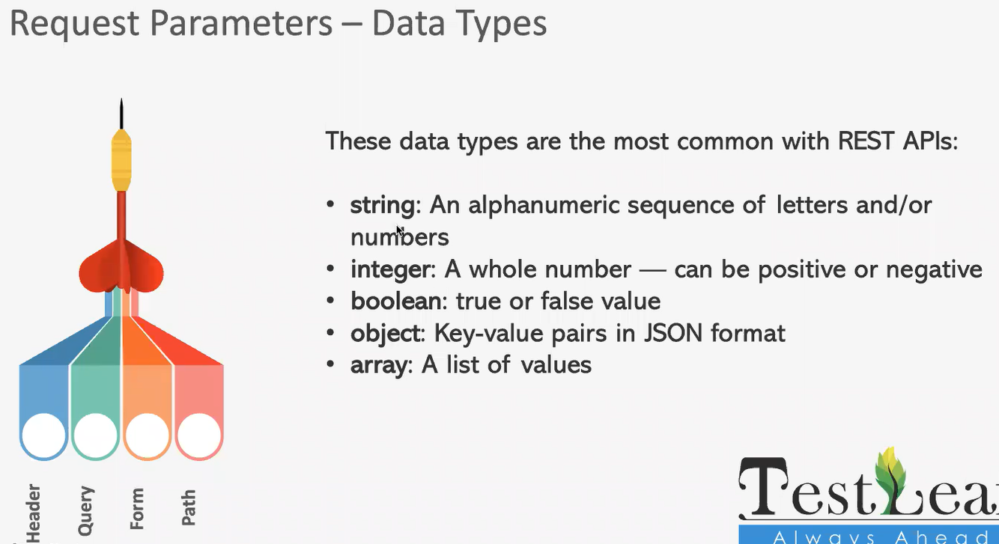 Request Parameters – Data Types
These data types are the most common with REST APIs:
• string: An alphanumeric sequence of letters and/or
numbers
• integer: A whole number — can be positive or negative
• boolean: true or false value
• object: Key-value pairs in JSON format
• array: A list of values
Header
Query
Form
Path
TestLea
Always Ahead